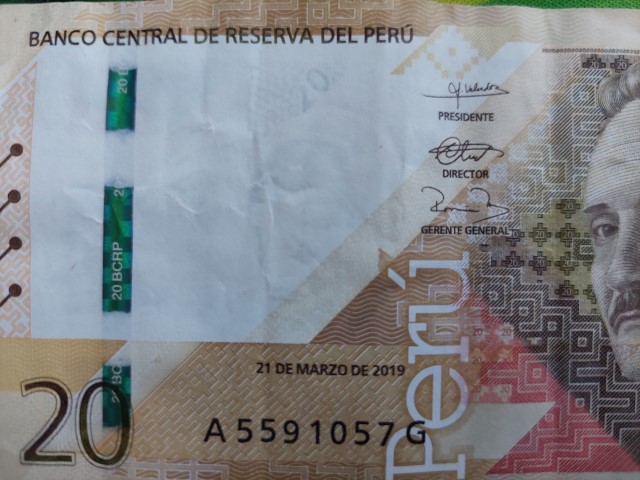 BANCO CENTRAL DE RESERVA DEL PERÚ
20
20 BC
20 BCRP 20
20 B
A5591057G
21 DE MARZO DE 2019
PRESIDENTE
DIRECTOR
GERENTE GENERAL
Perú